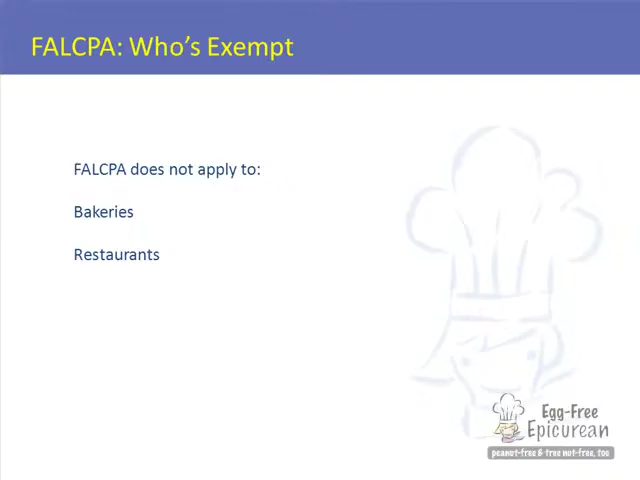 FALCPA: Who's Exempt
FALCPA does not apply to:
Bakeries
Restaurants
Egg-Free
Epicurean
peanut-free & tree nut-free, too